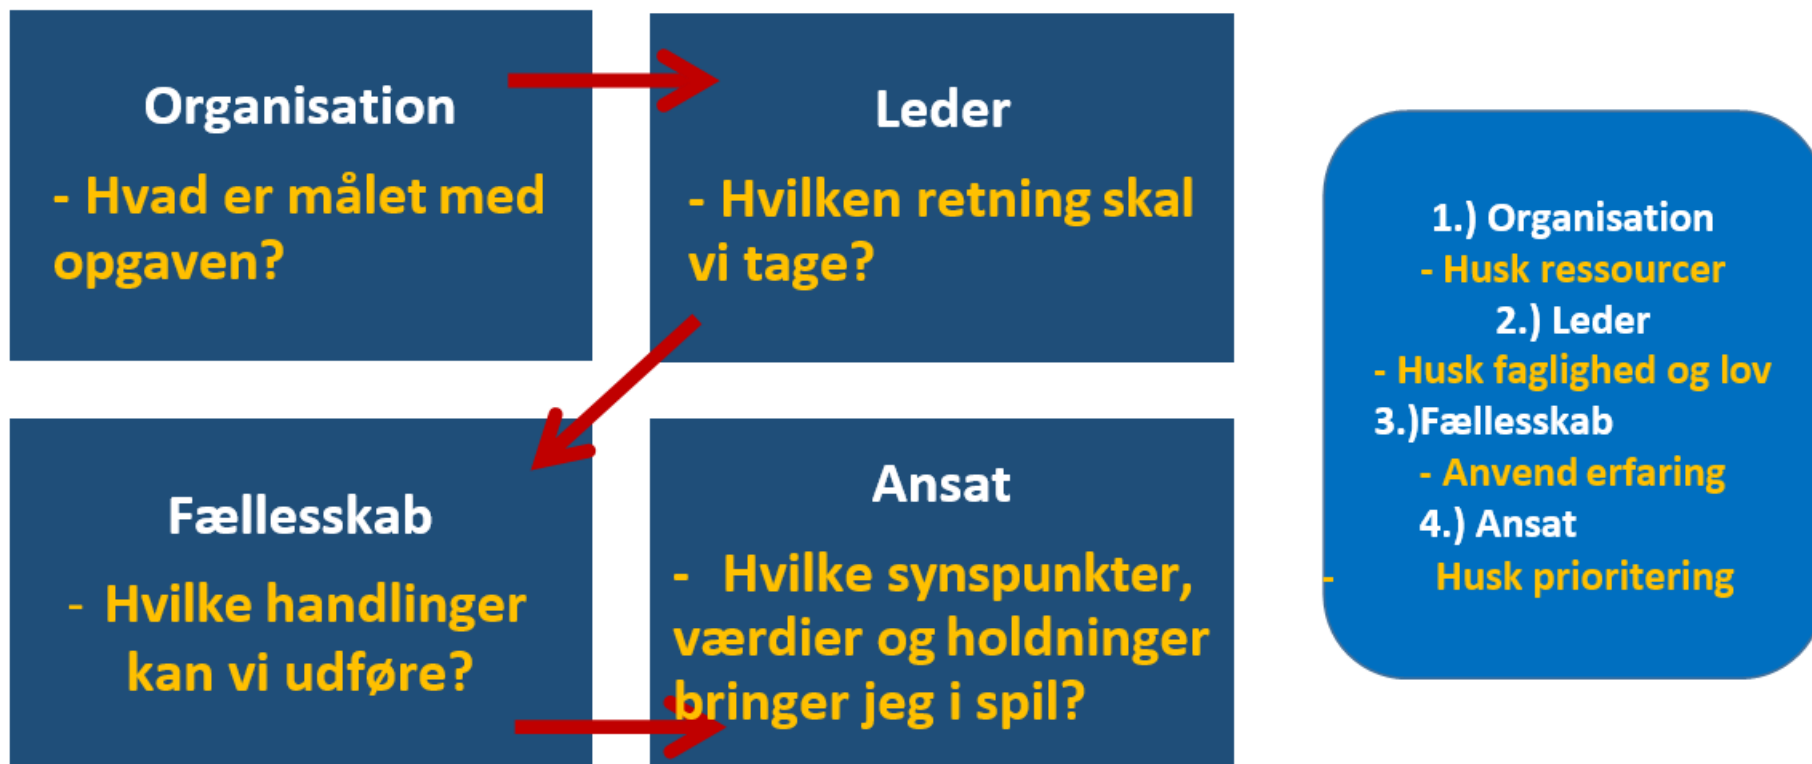 Organisation
- Hvad er målet med
opgaven?
Leder
- Hvilken retning skal
vi tage?
Fællesskab
- Hvilke handlinger
kan vi udføre?
Ansat
- Hvilke synspunkter,
værdier og holdninger
bringer jeg i spil?
1.) Organisation
- Husk ressourcer
2.) Leder
- Husk faglighed og lov
3.)Fællesskab
- Anvend erfaring
4.) Ansat
- Husk prioritering